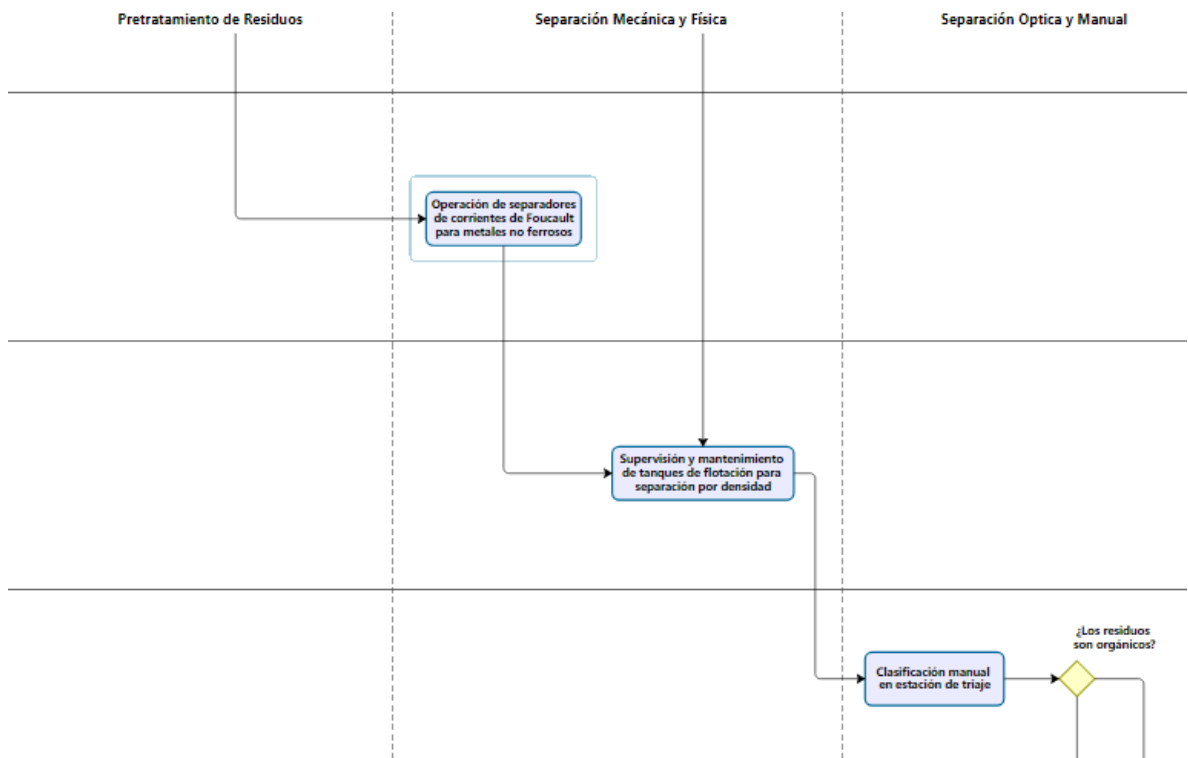 Pretratamiento de Residuos
Separación Mecánica y Física
Separación Optica y Manual
Operación de separadores
de corrientes de Foucault
para metales no ferrosos
Supervisión y mantenimiento
de tanques de flotación para
separación por densidad
¿Los residuos
son orgánicos?
Clasificación manual
en estación de triaje